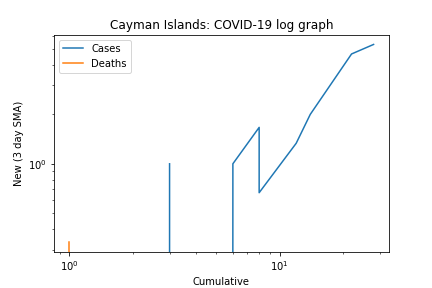 Cayman Islands: COVID-19 log graph
Cases
Deaths
New (3 day SMA)
10⁰
10⁰
10¹
Cumulative